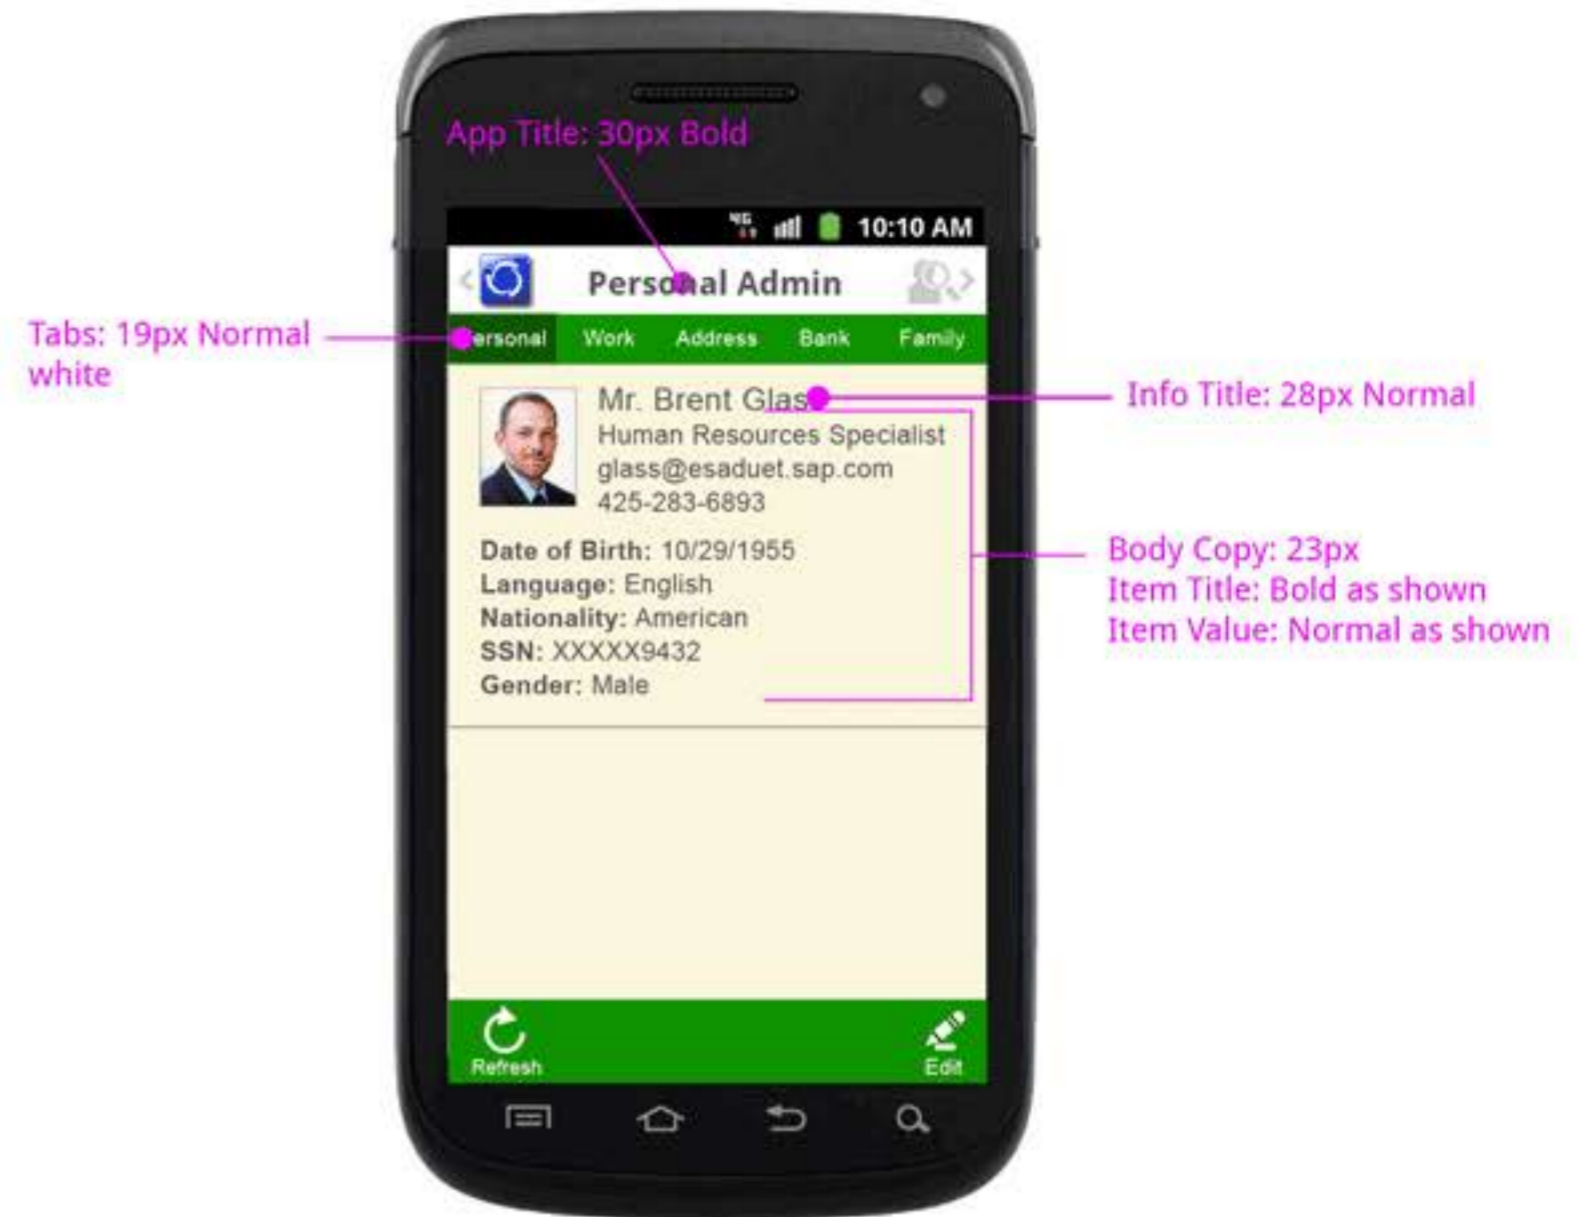 App Title: 30px Bold
4G
10:10 AM
Personal Admin
Tabs: 19px Normal
white
ersonal Work Address Bank Family
Mr. Brent Glas
Info Title: 28px Normal
Human Resources Specialist
glass@esaduet.sap.com
425-283-6893
Date of Birth: 10/29/1955
Language: English
Nationality: American
SSN: XXXXX9432
Gender: Male
Body Copy: 23px
Item Title: Bold as shown
Item Value: Normal as shown
Refresh
Edit